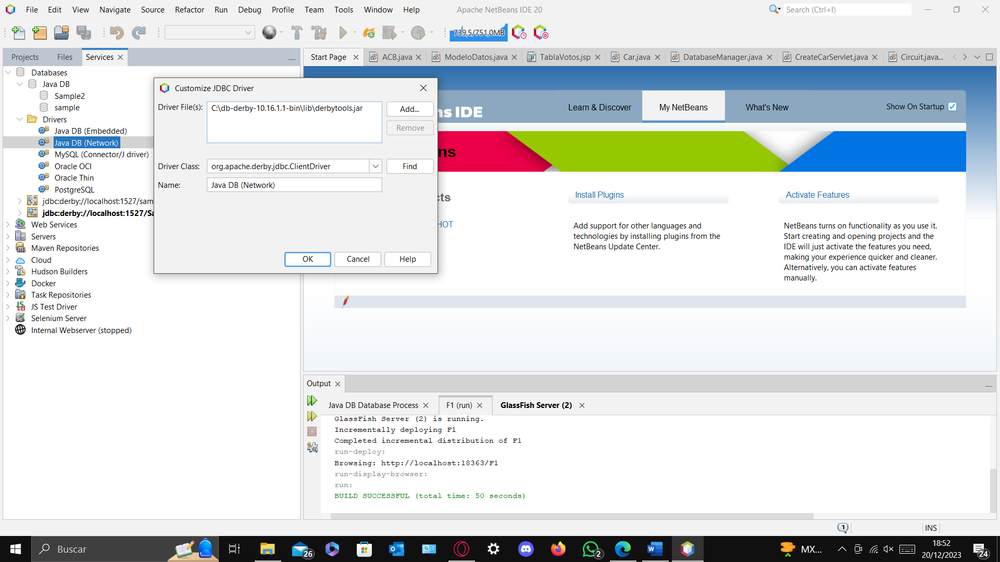 File Edit View Navigate Source Refactor Run Debug Profile Team Tools Window Help
Apache NetBeans IDE 20
Search (Ctrl+I)
739,5/751,0MB
Projects Files Services
Start Page ACB.java ModeloDatos.java TablaVotos.jsp Car.java DatabaseManager.java CreateCarServlet.java Circuit.java...
Databases
Java DB
Sample2
sample
Drivers
Java DB (Embedded)
Java DB (Network)
MySQL (Connector/J driver)
Oracle OCI
Oracle Thin
PostgreSQL
jdbc:derby://localhost:1527/sam
jdbc:derby://localhost:1527/Sa
Web Services
Servers
Maven Repositories
Cloud
Hudson Builders
Docker
Task Repositories
JS Test Driver
Selenium Server
Internal Webserver (stopped)
Customize JDBC Driver
Driver File(s):
C:\db-derby-10.16.1.1-bin\lib\derbytools.jar
Add...
Remove
Driver Class:
org.apache.derby.jdbc.ClientDriver
Find
Name:
Java DB (Network)
OK
Cancel
Help
ns IDE
Learn & Discover
My NetBeans
What's New
Show On Startup
ns
cts
HOT
Install Plugins
Add support for other languages and
technologies by installing plugins from the
NetBeans Update Center.
Activate Features
NetBeans turns on functionality as you use it.
Start creating and opening projects and the
IDE will just activate the features you need,
making your experience quicker and cleaner.
Alternatively, you can activate features
manually.
Output
Java DB Database Process F1 (run) GlassFish Server (2)
GlassFish Server (2) is running.
Incrementally deploying F1
Completed incremental distribution of F1
run-deploy:
Browsing: http://localhost:18363/F1
run-display-browser:
run:
BUILD SUCCESSFUL (total time: 50 seconds)
1
INS
Buscar
26
2
MX...
18:52
20/12/2023
24